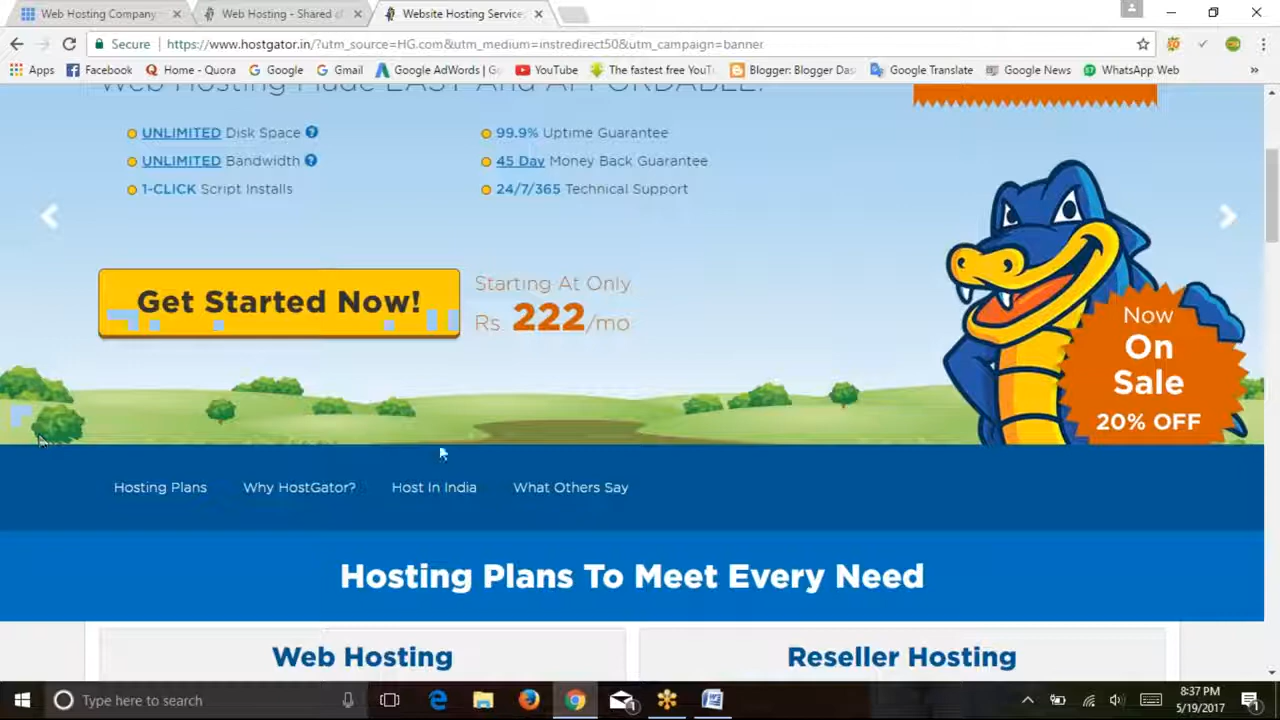 Web Hosting Company
Web Hosting - Shared
Website Hosting Service
Secure
https://www.hostgator.in/?utm_source=HG.com&utm_medium=instredirect50&utm_campaign=banner
Apps
Facebook
Home - Quora
Google
Gmail
Google AdWords | G
YouTube
The fastest free YouT
Blogger: Blogger Das
Google Translate
Google News
WhatsApp Web
»
Web Hosting Made EASY And AFFORDABLE!
UNLIMITED Disk Space ?
99.9% Uptime Guarantee
UNLIMITED Bandwidth ?
45 Day Money Back Guarantee
1-CLICK Script Installs
24/7/365 Technical Support
Get Started Now!
Starting At Only
Rs 222/mo
Now
On
Sale
20% OFF
Hosting Plans
Why HostGator?
Host In India
What Others Say
Hosting Plans To Meet Every Need
Web Hosting
Reseller Hosting
Type here to search
1
8:37 PM
5/19/2017
1